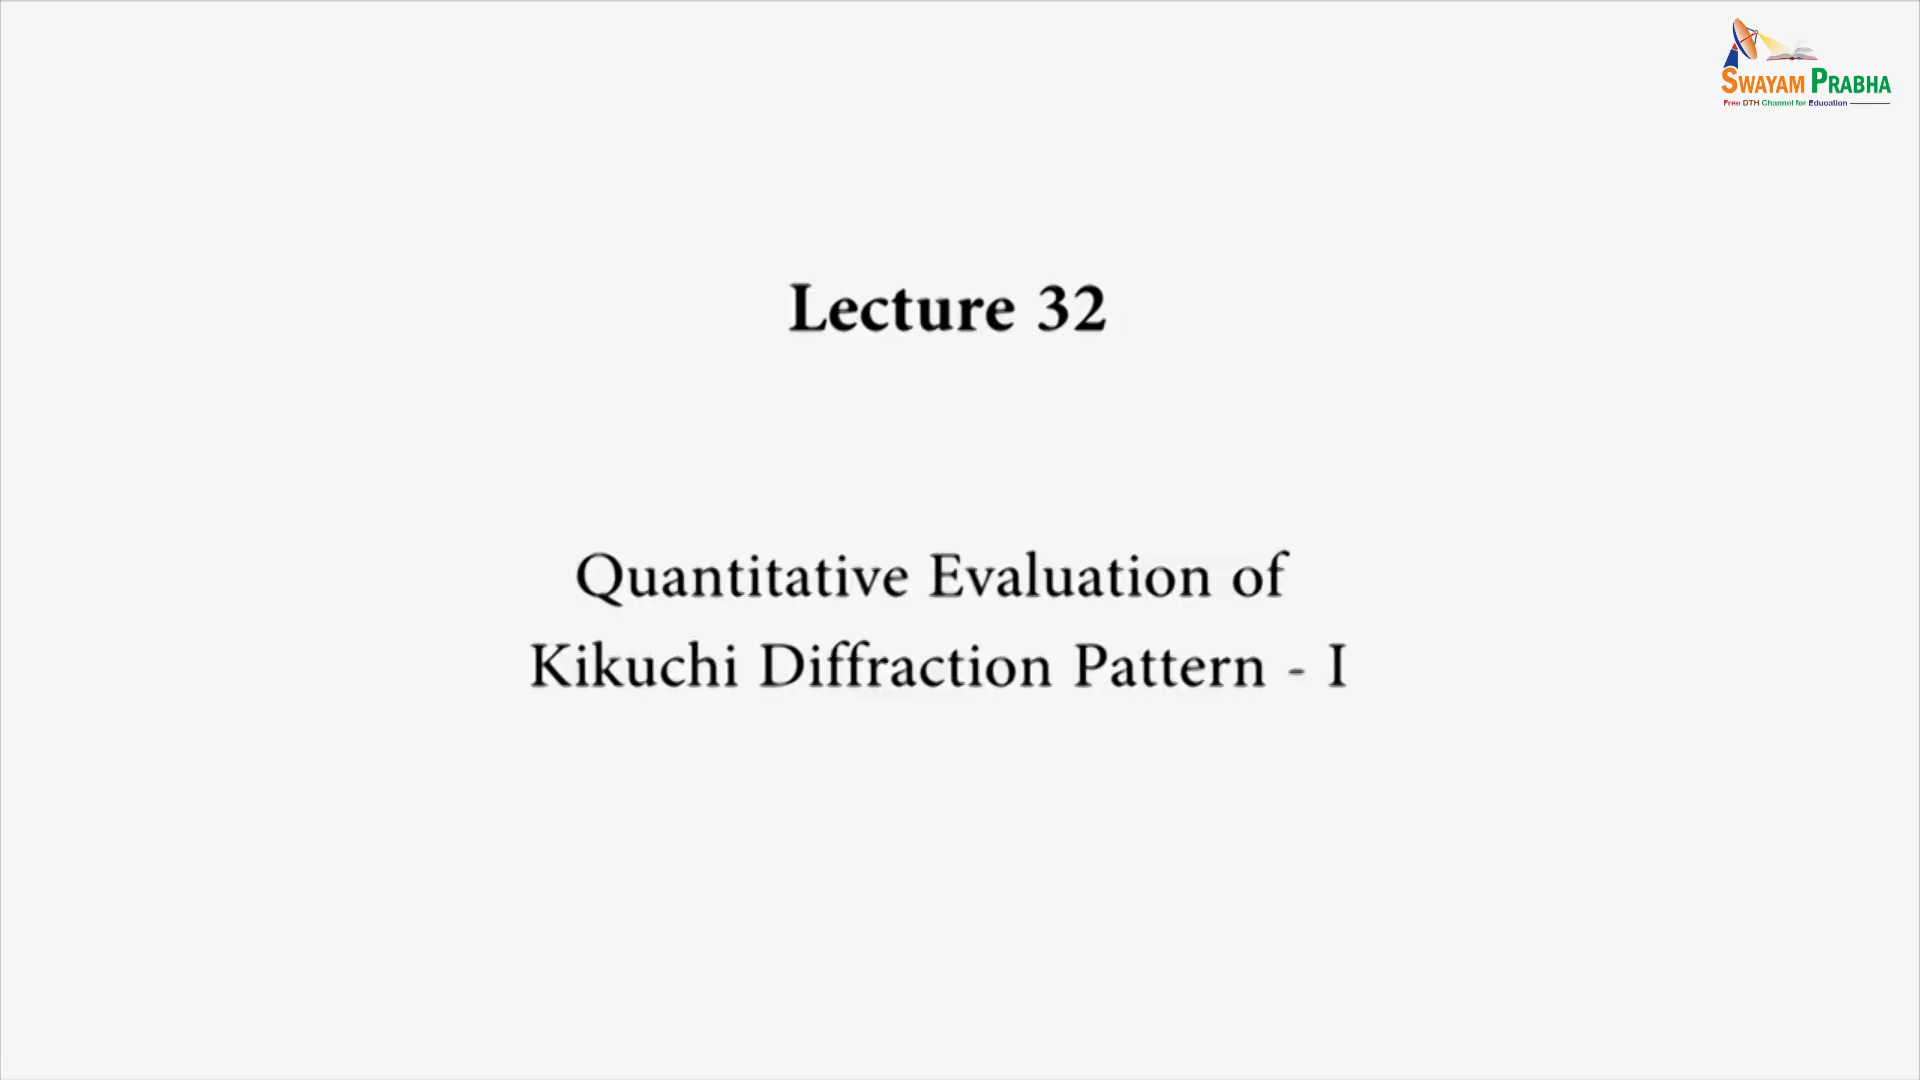 SWAYAM PRABHA
Free DTH Channel for Education
Lecture 32
Quantitative Evaluation of
Kikuchi Diffraction Pattern - I